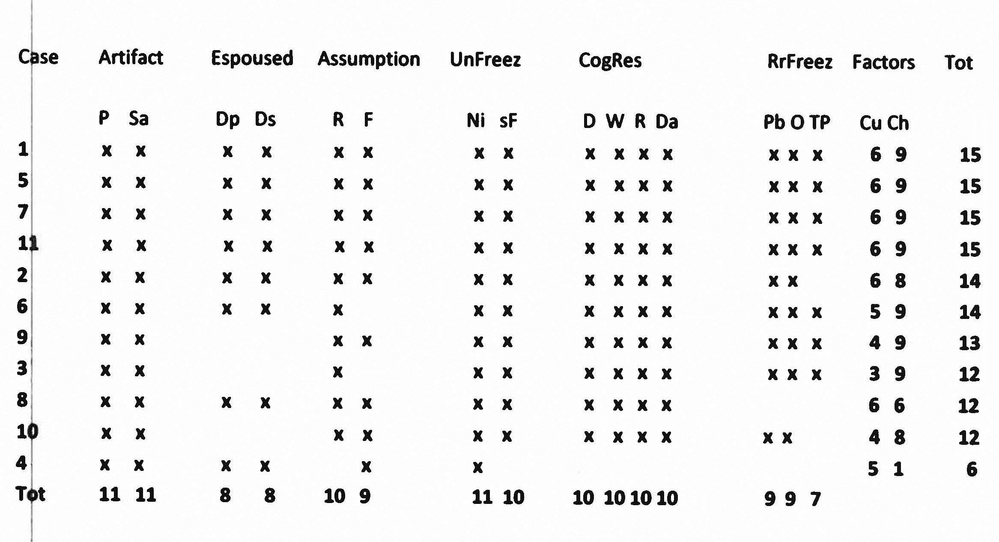 Case Artifact Espoused Assumption UnFreez CogRes RrFreez Factors Tot
P Sa Dp Ds R F Ni sF D W R Da Pb O TP Cu Ch
1 x x x x x x x x x x x x x x x 6 9 15
5 x x x x x x x x x x x x x x x 6 9 15
7 x x x x x x x x x x x x x x x 6 9 15
11 x x x x x x x x x x x x x x x 6 9 15
2 x x x x x x x x x x x x x x 6 8 14
6 x x x x x x x x x x x x x x 5 9 14
9 x x x x x x x x x x x x x 4 9 13
3 x x x x x x x x x x x x 3 9 12
8 x x x x x x x x x x x x 6 6 12
10 x x x x x x x x x x x x 4 8 12
4 x x x x x x 5 1 6
Tot 11 11 8 8 10 9 11 10 10 10 10 10 9 9 7